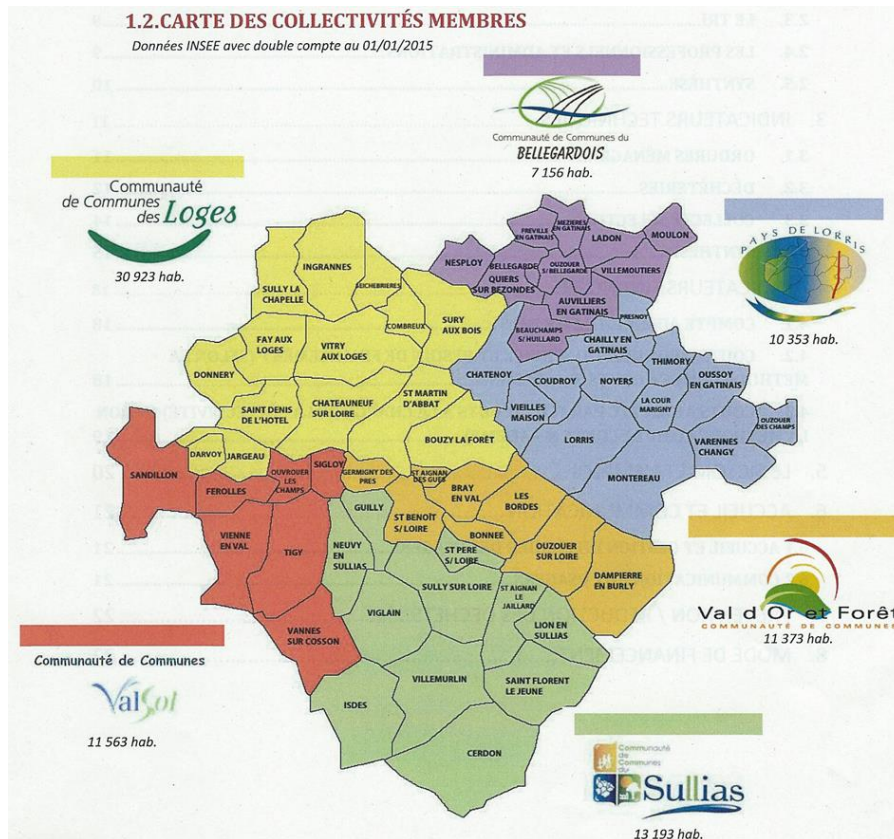 1.2.CARTE DES COLLECTIVITÉS MEMBRES
Données INSEE avec double compte au 01/01/2015
Communauté de Communes du
BELLEGARDOIS
7 156 hab.
Communauté
de Communes
des Loges
30 923 hab.
PAYS DE LORRIS
10 353 hab.
FREVILLE
EN GATINAIS
MEZIERES
EN GATINAIS
LADON
MOULON
NESPLOY
BELLEGARDE
QUIERS
SUR BEZONDES
OUZOUER
S/ BELLEGARDE
VILLEMOUTIERS
AUVILLIERS
EN GATINAIS
BEAUCHAMPS
S/ HUILLARD
PRESNOY
INGRANNES
SULLY LA
CHAPELLE
SEICHEBRIERES
COMBREUX
SURY
AUX BOIS
FAY AUX
LOGES
VITRY
AUX LOGES
DONNERY
SAINT DENIS
DE L'HOTEL
CHATEAUNEUF
SUR LOIRE
ST MARTIN
D'ABBAT
BOUZY LA FORÊT
DARVOY
JARGEAU
CHATENOY
CHAILLY EN
GATINAIS
COUDROY
NOYERS
THIMORY
OUSSOY
EN GATINAIS
VIEILLES
MAISON
LA COUR
MARIGNY
OUZOUER
DES CHAMPS
LORRIS
VARENNES
CHANGY
MONTEREAU
SANDILLON
FEROLLES
OUVROUER
LES
CHAMPS
SIGLOY
GERMIGNY DES
PRES
ST AIGNAN
DES GUES
BRAY
EN VAL
LES
BORDES
VIENNE
EN VAL
TIGY
GUILLY
ST BENOÎT
S/ LOIRE
BONNEE
OUZOUER
SUR LOIRE
NEUVY
EN
SULLIAS
ST PERE
S/ LOIRE
DAMPIERRE
EN BURLY
SULLY SUR LOIRE
ST AIGNAN
LE
JAILLARD
VANNES
SUR COSSON
VIGLAIN
LION EN
SULLIAS
VILLEMURLIN
SAINT FLORENT
LE JEUNE
ISDES
CERDON
Val d'Or et Forêt
COMMUNAUTÉ DE COMMUNES
11 373 hab.
Communauté de Communes
ValSol
11 563 hab.
Communauté
de
Communes
du
Sullias
13 193 hab.